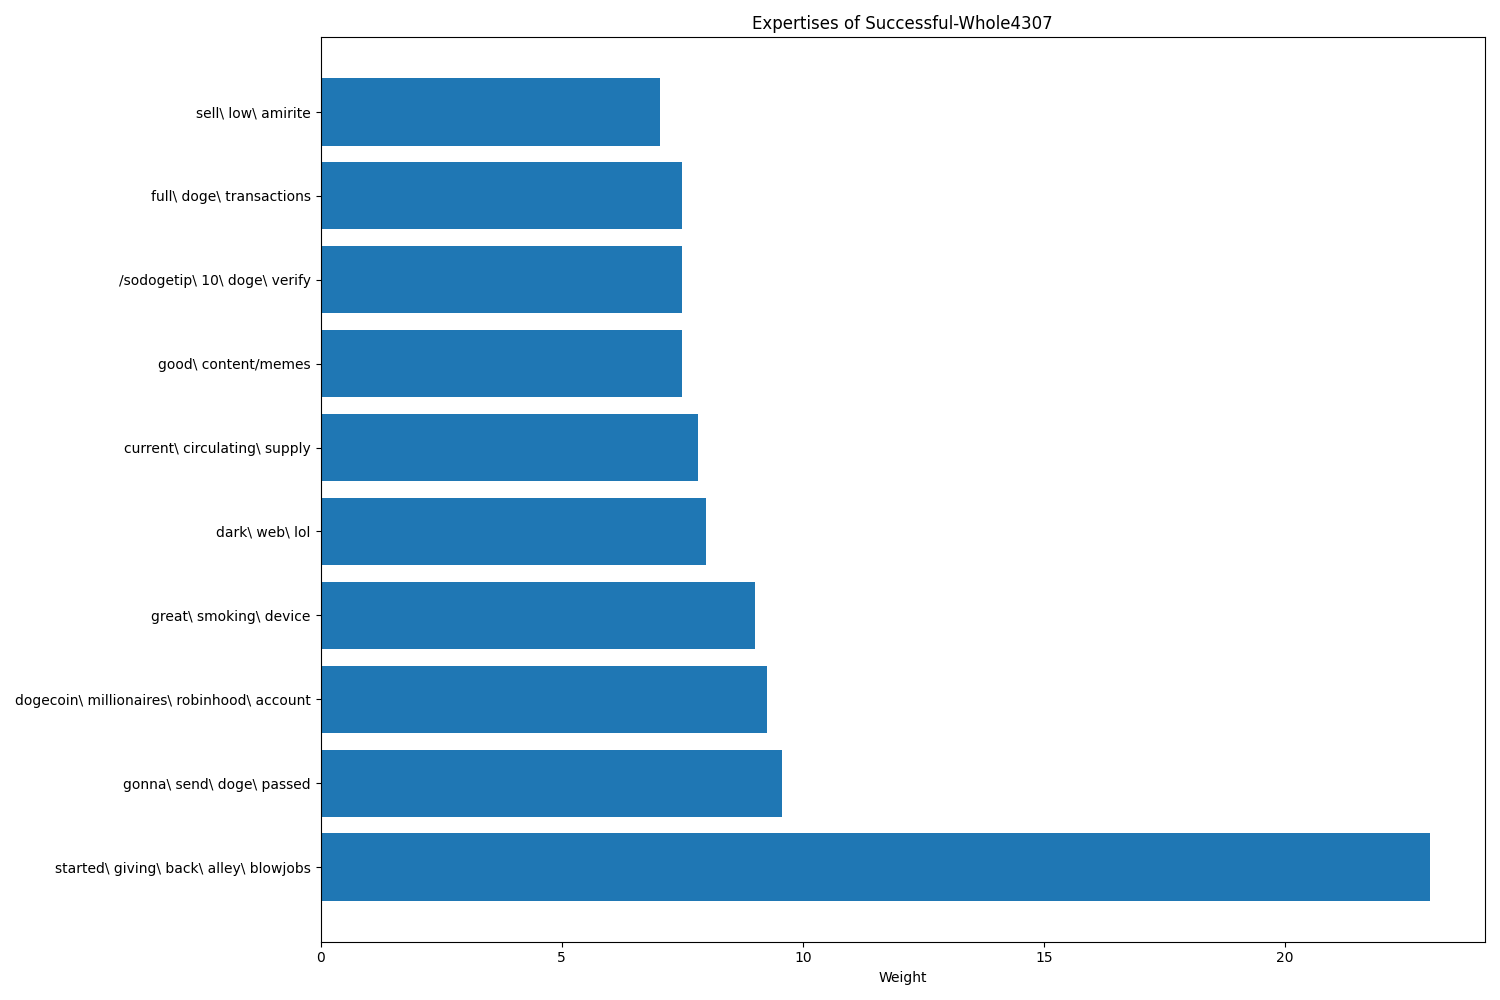 Expertises of Successful-Whole4307
sell\ low\ amirite
full\ doge\ transactions
/sodogetip\ 10\ doge\ verify
good\ content/memes
current\ circulating\ supply
dark\ web\ lol
great\ smoking\ device
dogecoin\ millionaires\ robinhood\ account
gonna\ send\ doge\ passed
started\ giving\ back\ alley\ blowjobs
0 5 10 15 20
Weight